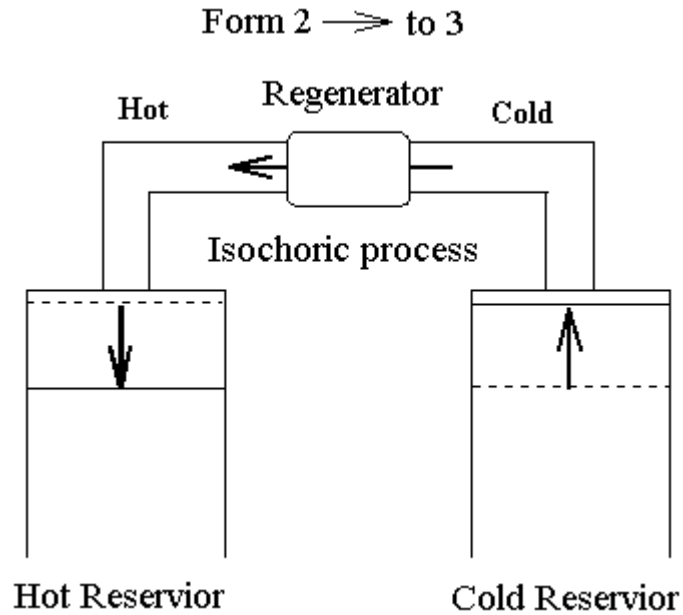 Form 2 to 3
Regenerator
Hot
Cold
Isochoric process
Hot Reservior
Cold Reservior